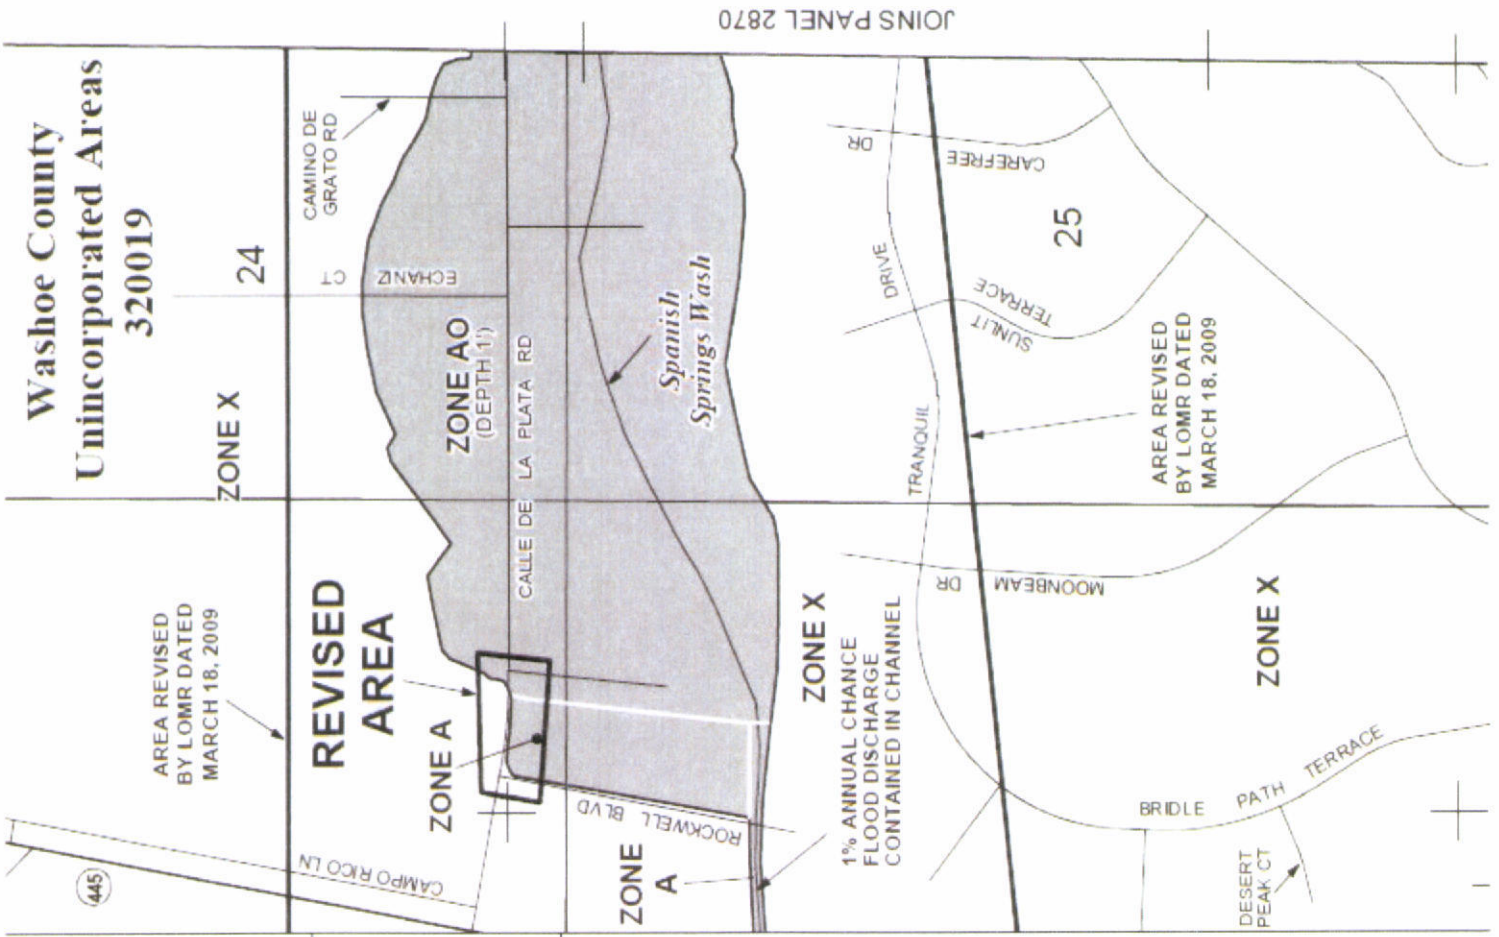 JOINS PANEL 2870
Washoe County
Unincorporated Areas
320019
24
ZONE X
CAMINO DE
GRATO RD
ECHANIZ CT
ZONE AO
(DEPTH 1')
CALLE DE LA PLATA RD
Spanish
Springs Wash
CAREFREE DR
25
TRANQUIL DRIVE
SUNLIT TERRACE
AREA REVISED
BY LOMR DATED
MARCH 18, 2009
AREA REVISED
BY LOMR DATED
MARCH 18, 2009
REVISED
AREA
ZONE A
ZONE X
1% ANNUAL CHANCE
FLOOD DISCHARGE
CONTAINED IN CHANNEL
MOONBEAM DR
ZONE X
445
CAMPO RICO LN
ROCKWELL BLVD
ZONE
A
BRIDLE PATH TERRACE
DESERT
PEAK CT